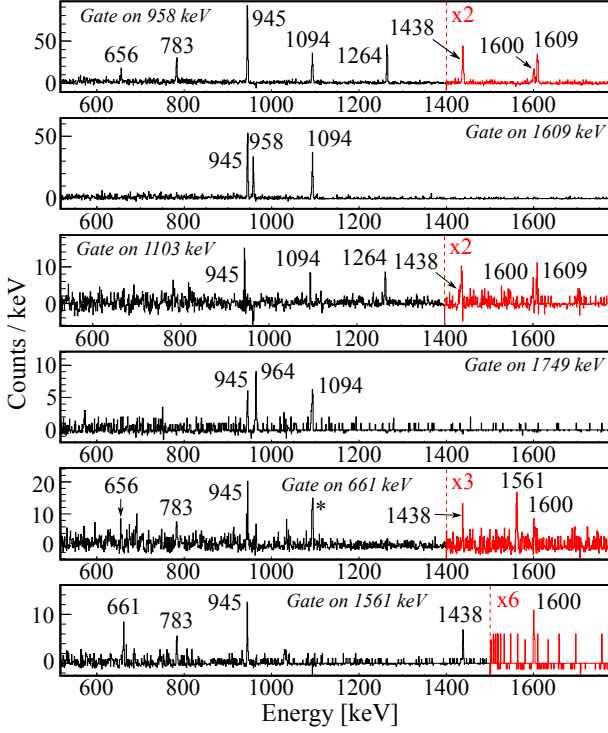 Gate on 958 keV
945
x2
50
656
783
1094
1264
1438
1600
1609
0
600 800 1000 1200 1400 1600
Gate on 1609 keV
50
945
958
1094
0
600 800 1000 1200 1400 1600
Gate on 1103 keV
x2
10
945
1094
1264
1438
1600
1609
0
600 800 1000 1200 1400 1600
Gate on 1749 keV
10
5
945
964
1094
0
600 800 1000 1200 1400 1600
Gate on 661 keV
x3
20
10
656
783
945
*
1438
1561
1600
0
600 800 1000 1200 1400 1600
Gate on 1561 keV
x6
10
661
783
945
1438
1600
0
600 800 1000 1200 1400 1600
Energy [keV]
Counts / keV